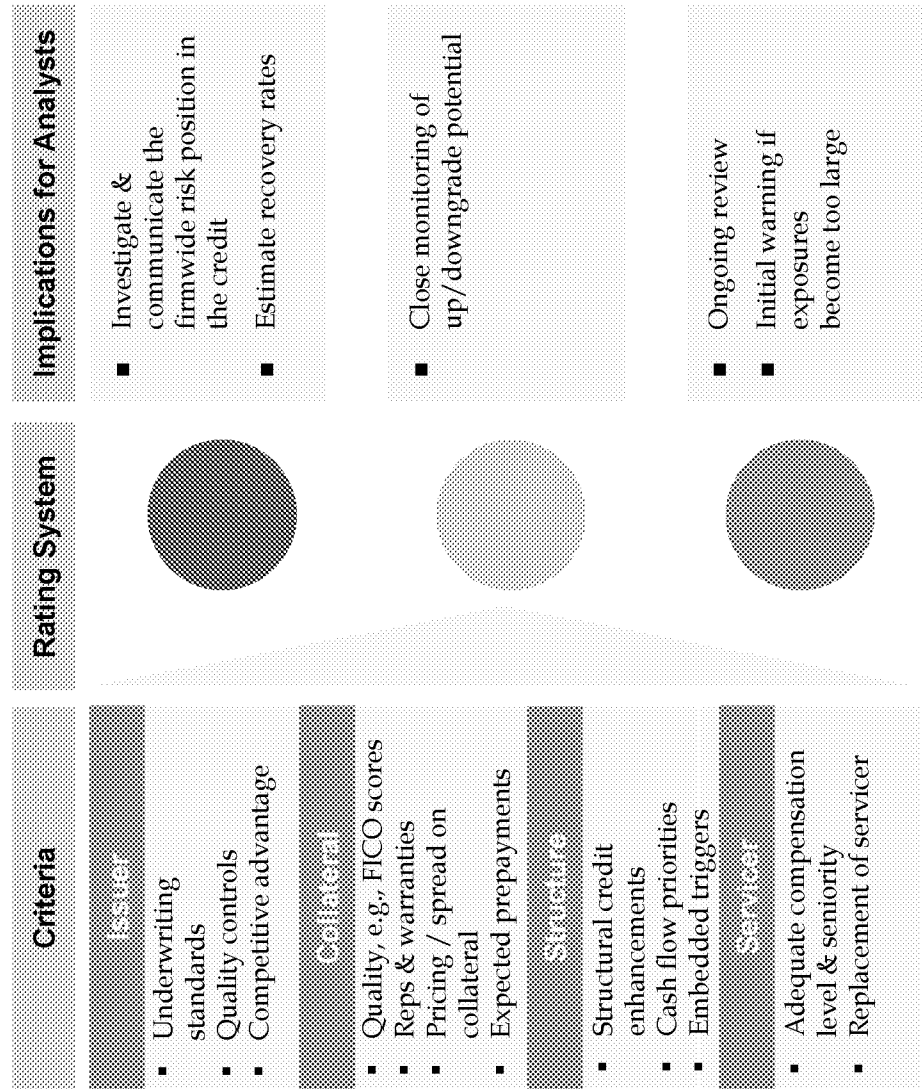 Criteria
Rating System
Implications for Analysts
Issuer
▪ Underwriting
standards
▪ Quality controls
▪ Competitive advantage
Collateral
▪ Quality, e.g., FICO scores
▪ Reps & warranties
▪ Pricing / spread on
collateral
▪ Expected prepayments
Structure
▪ Structural credit
enhancements
▪ Cash flow priorities
▪ Embedded triggers
Servicer
▪ Adequate compensation
level & seniority
▪ Replacement of servicer
■ Investigate &
communicate the
firmwide risk position in
the credit
■ Estimate recovery rates
■ Close monitoring of
up/downgrade potential
■ Ongoing review
■ Initial warning if
exposures
become too large